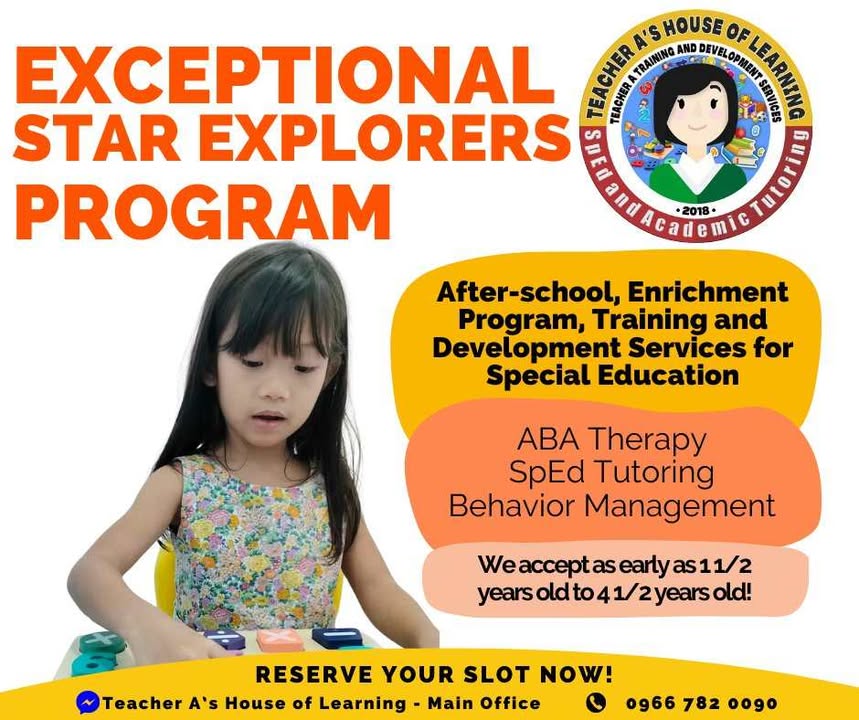 EXCEPTIONAL
STAR EXPLORERS
PROGRAM
TEACHER A'S HOUSE OF LEARNING
TEACHER A TRAINING AND DEVELOPMENT SERVICES
• 2018 •
SpEd and Academic Tutoring
After-school, Enrichment
Program, Training and
Development Services for
Special Education
ABA Therapy
SpEd Tutoring
Behavior Management
We accept as early as 1 1/2
years old to 4 1/2 years old!
+ ÷ × −
RESERVE YOUR SLOT NOW!
Teacher A`s House of Learning - Main Office
0966 782 0090